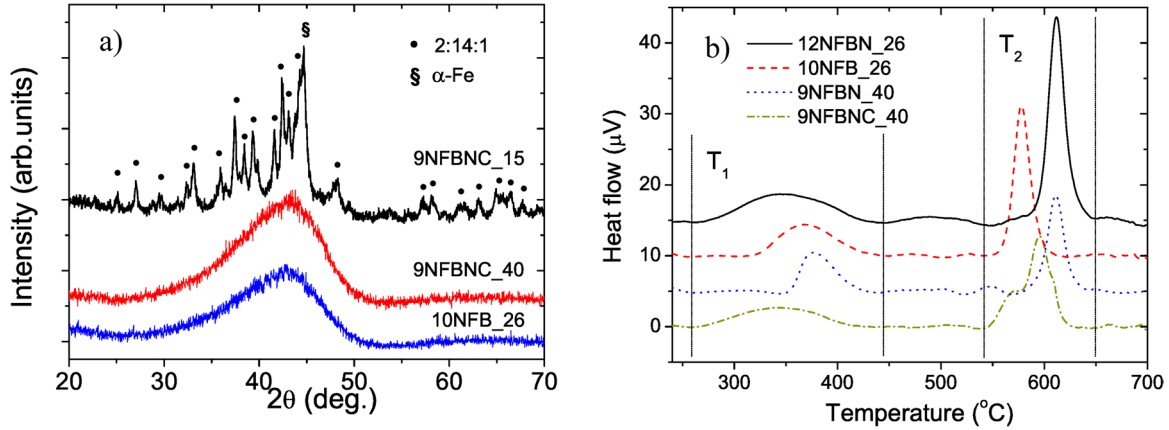 a)
§
2:14:1
§ α-Fe
9NFBNC_15
9NFBNC_40
10NFB_26
Intensity (arb.units)
20 30 40 50 60 70
2θ (deg.)
b)
12NFBN_26
10NFB_26
9NFBN_40
9NFBNC_40
T1
T2
40
30
20
10
0
Heat flow (μV)
300 400 500 600 700
Temperature (°C)